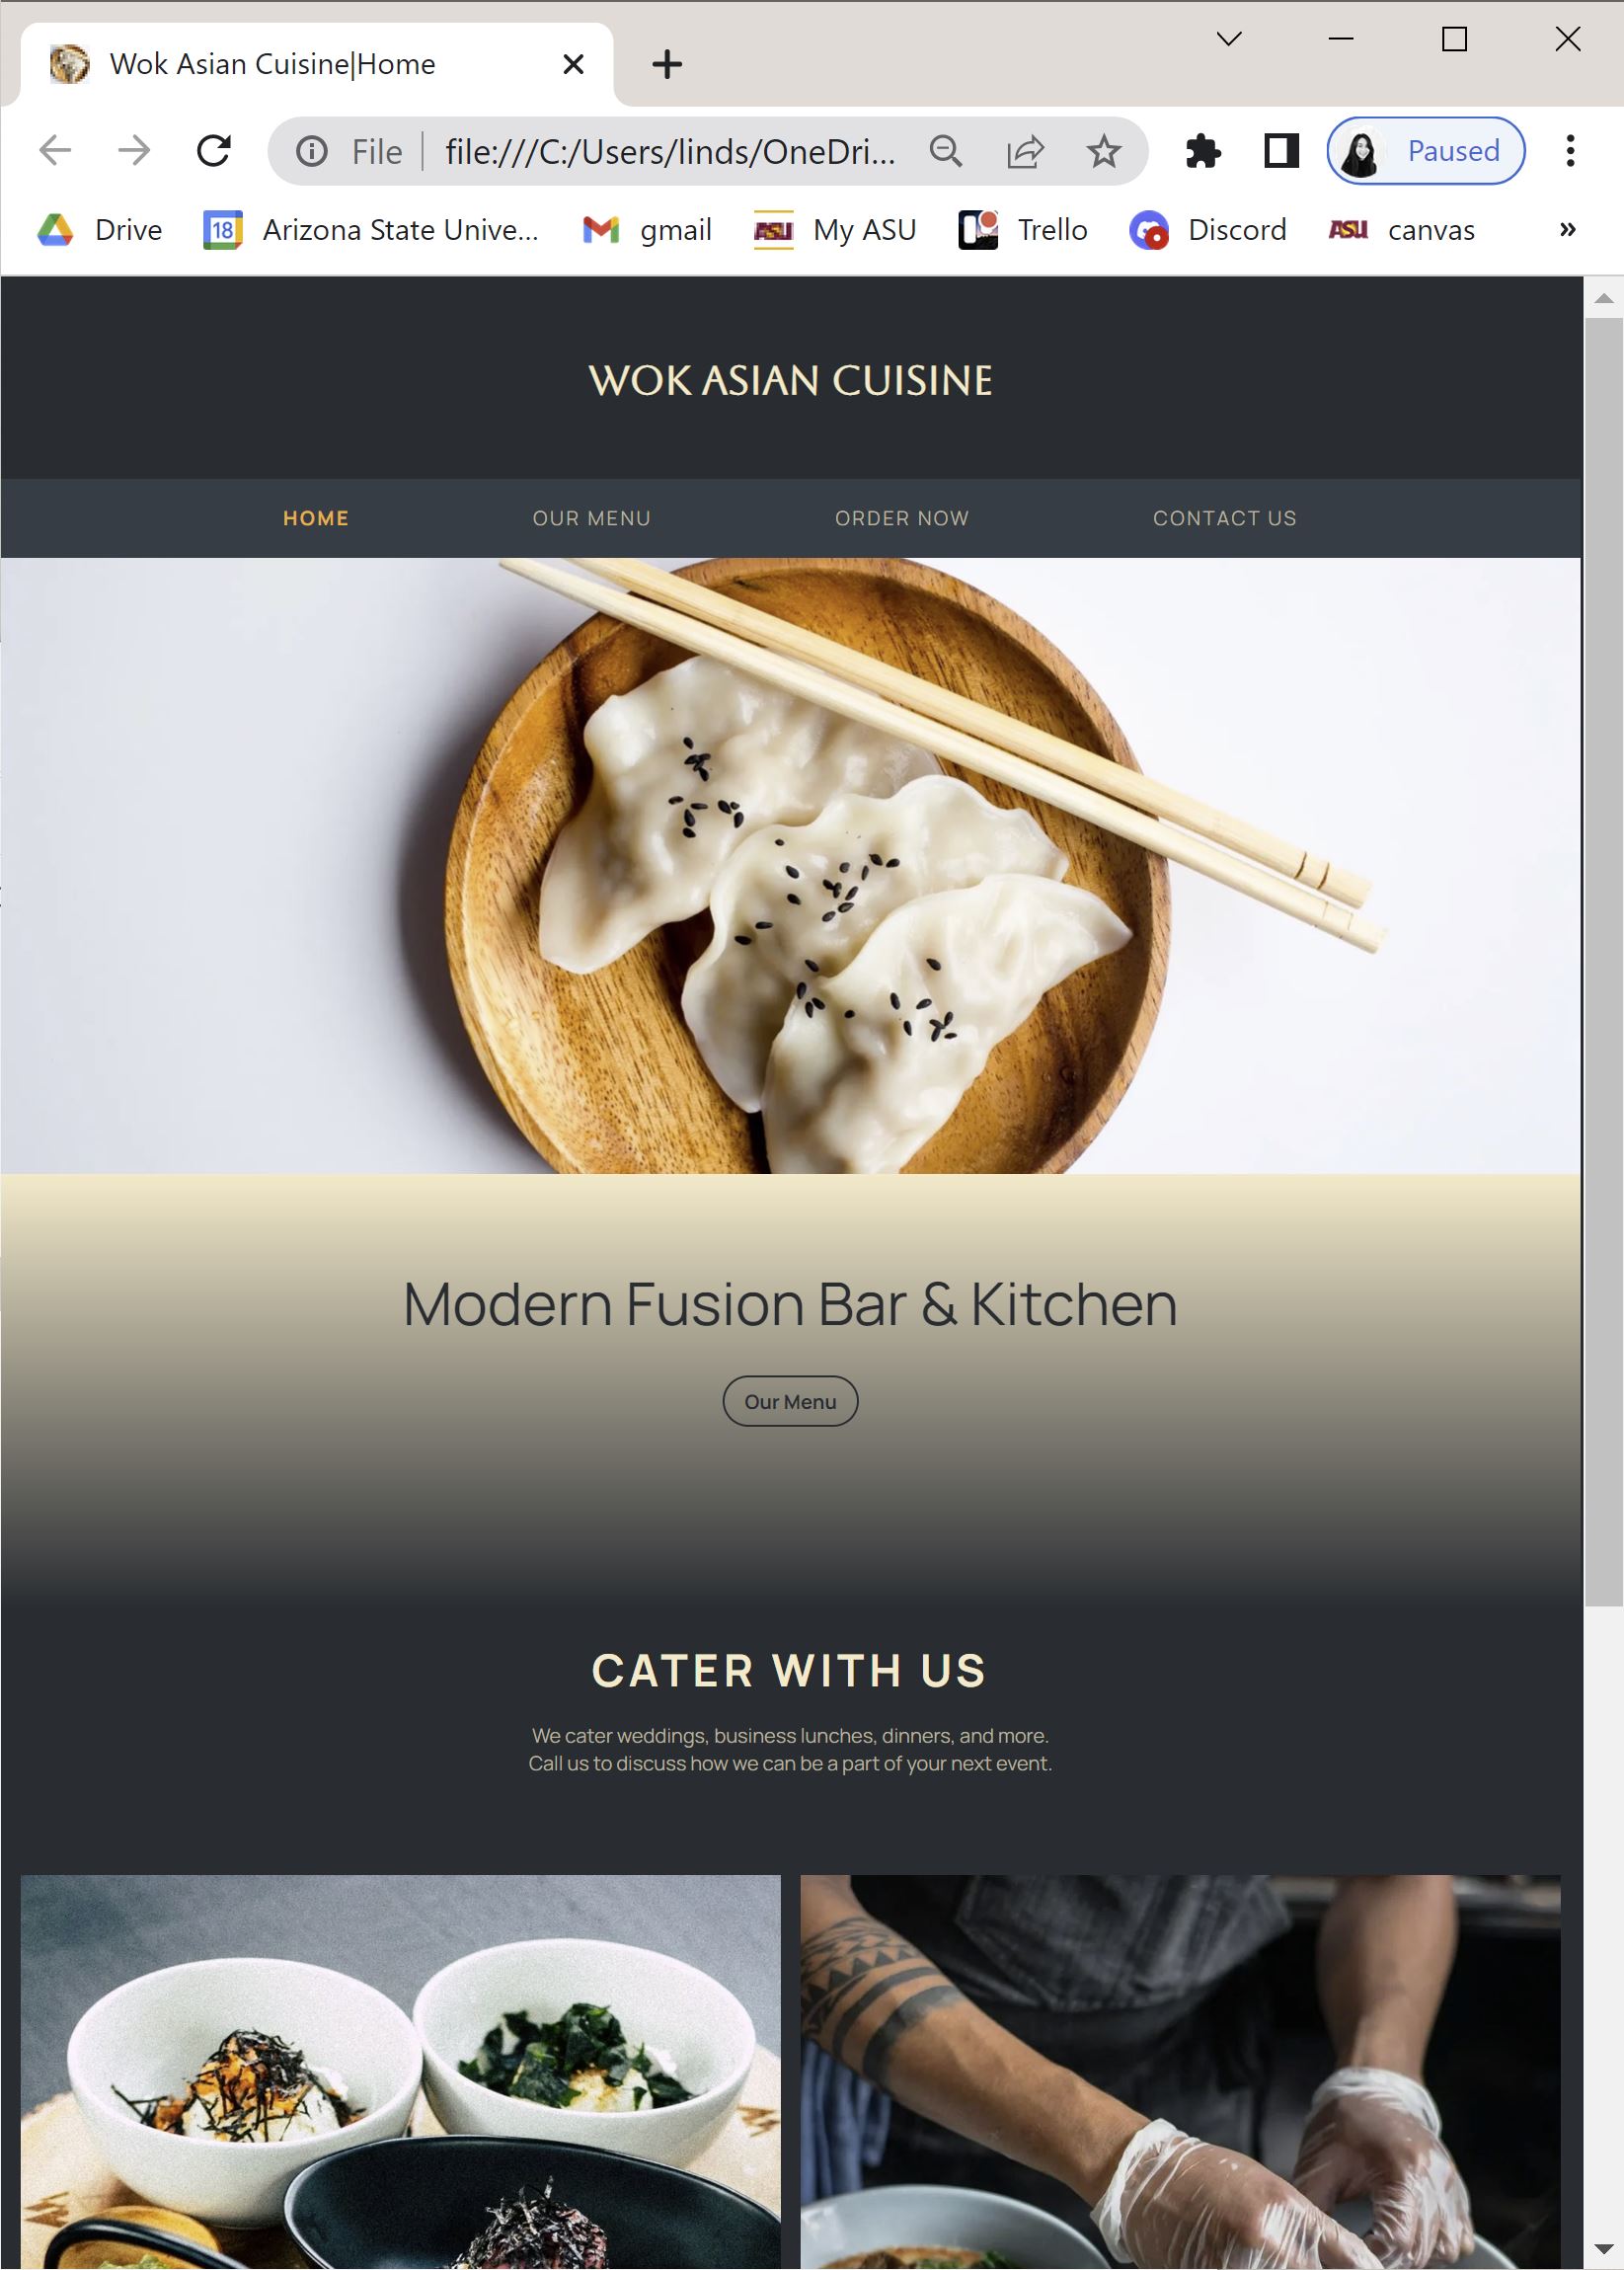 Wok Asian Cuisine|Home
File file:///C:/Users/linds/OneDri... Paused
Drive 18 Arizona State Unive... gmail ASU My ASU Trello Discord ASU canvas »
WOK ASIAN CUISINE
HOME OUR MENU ORDER NOW CONTACT US
Modern Fusion Bar & Kitchen
Our Menu
CATER WITH US
We cater weddings, business lunches, dinners, and more.
Call us to discuss how we can be a part of your next event.